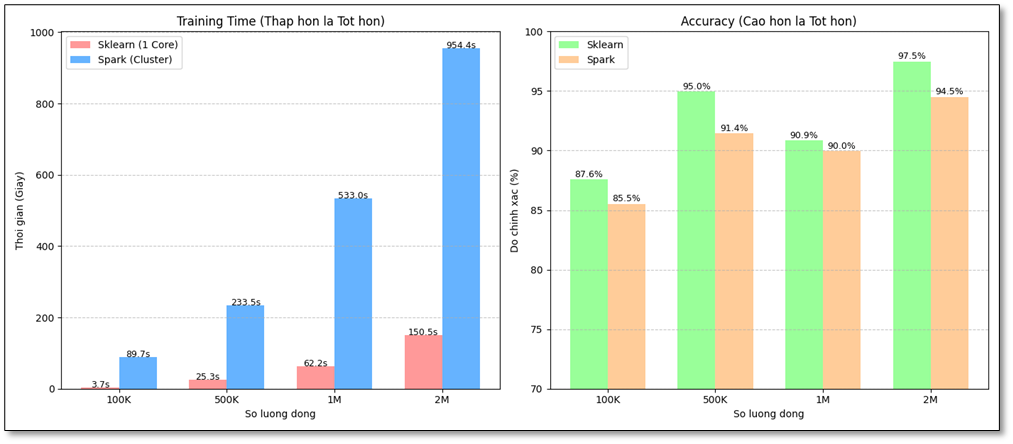 Training Time (Thap hon la Tot hon)
Sklearn (1 Core)
Spark (Cluster)
Thoi gian (Giay)
1000
800
600
400
200
0
3.7s
89.7s
25.3s
233.5s
62.2s
533.0s
150.5s
954.4s
100K
500K
1M
2M
So luong dong
Accuracy (Cao hon la Tot hon)
Sklearn
Spark
Do chinh xac (%)
100
95
90
85
80
75
70
87.6%
85.5%
95.0%
91.4%
90.9%
90.0%
97.5%
94.5%
100K
500K
1M
2M
So luong dong